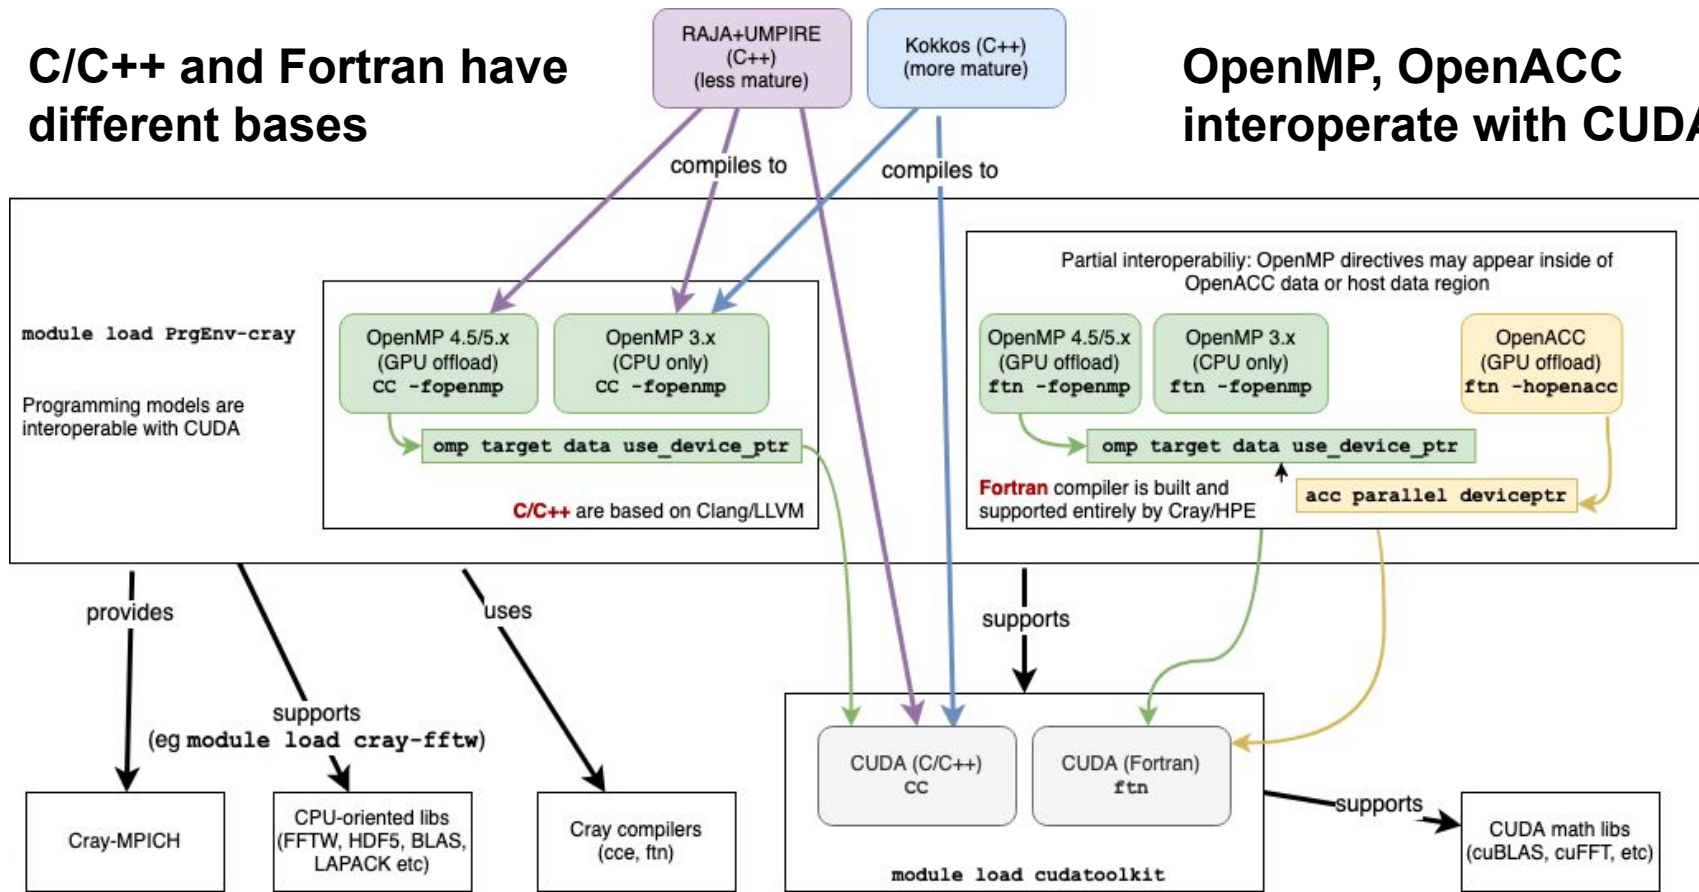 C/C++ and Fortran have
different bases
RAJA+UMPIRE
(C++)
(less mature)
Kokkos (C++)
(more mature)
OpenMP, OpenACC
interoperate with CUDA
compiles to
compiles to
module load PrgEnv-cray
Programming models are
interoperable with CUDA
OpenMP 4.5/5.x
(GPU offload)
CC -fopenmp
OpenMP 3.x
(CPU only)
CC -fopenmp
omp target data use_device_ptr
C/C++ are based on Clang/LLVM
Partial interoperabiliy: OpenMP directives may appear inside of
OpenACC data or host data region
OpenMP 4.5/5.x
(GPU offload)
ftn -fopenmp
OpenMP 3.x
(CPU only)
ftn -fopenmp
OpenACC
(GPU offload)
ftn -hopenacc
omp target data use_device_ptr
Fortran compiler is built and
supported entirely by Cray/HPE
acc parallel deviceptr
provides
supports
(eg module load cray-fftw)
uses
supports
Cray-MPICH
CPU-oriented libs
(FFTW, HDF5, BLAS,
LAPACK etc)
Cray compilers
(cce, ftn)
CUDA (C/C++)
CC
CUDA (Fortran)
ftn
module load cudatoolkit
supports
CUDA math libs
(cuBLAS, cuFFT, etc)